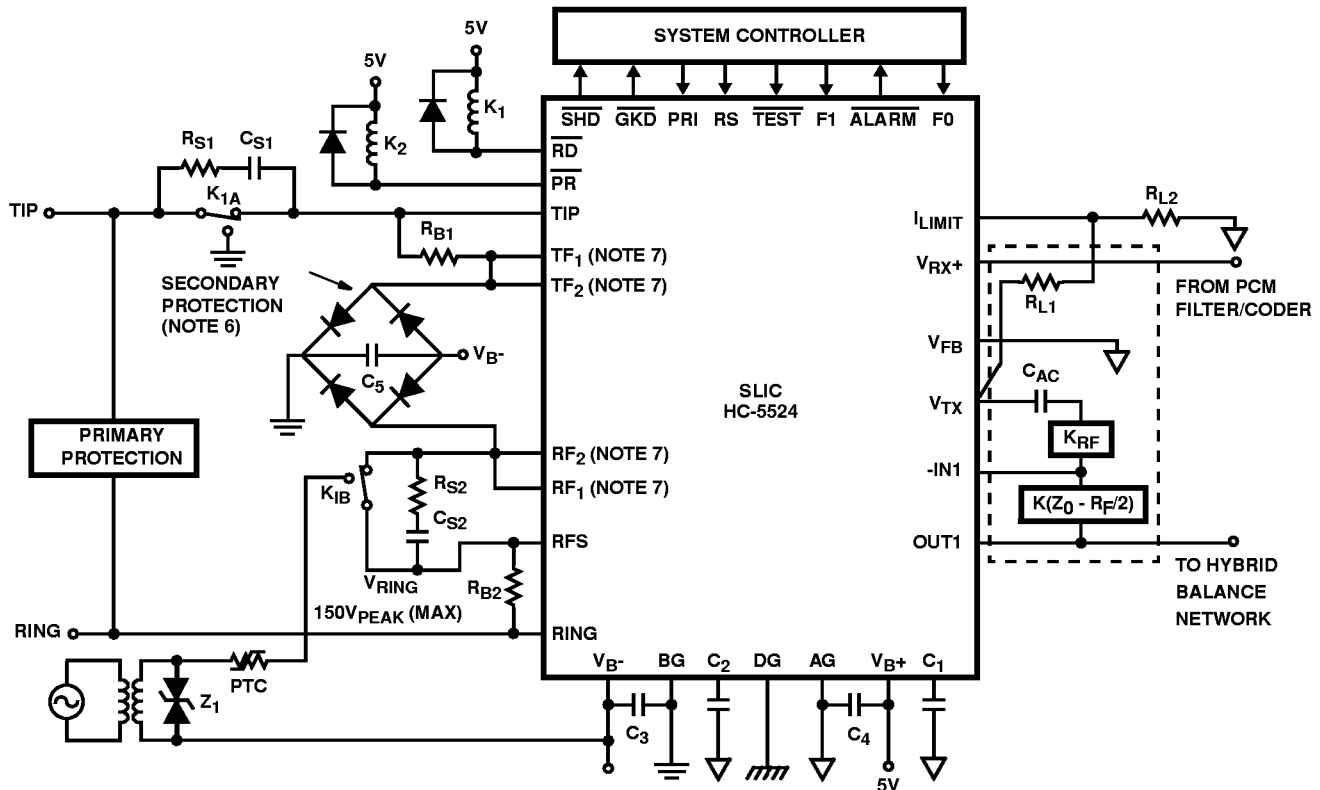 SYSTEM CONTROLLER
5V
5V
K1
K2
SHD GKD PRI RS TEST F1 ALARM F0
RD
PR
RS1 CS1
K1A
TIP
TIP
RB1
TF1 (NOTE 7)
TF2 (NOTE 7)
SECONDARY
PROTECTION
(NOTE 6)
VB-
C5
PRIMARY
PROTECTION
SLIC
HC-5524
ILIMIT
RL2
VRX+
FROM PCM
FILTER/CODER
RL1
VFB
CAC
VTX
KRF
-IN1
K(Z0 - RF/2)
OUT1
TO HYBRID
BALANCE
NETWORK
RF2 (NOTE 7)
RF1 (NOTE 7)
KIB
RS2
CS2
RFS
VRING
150VPEAK (MAX)
RB2
RING
RING
PTC
Z1
VB- BG C2 DG AG VB+ C1
C3
C4
5V